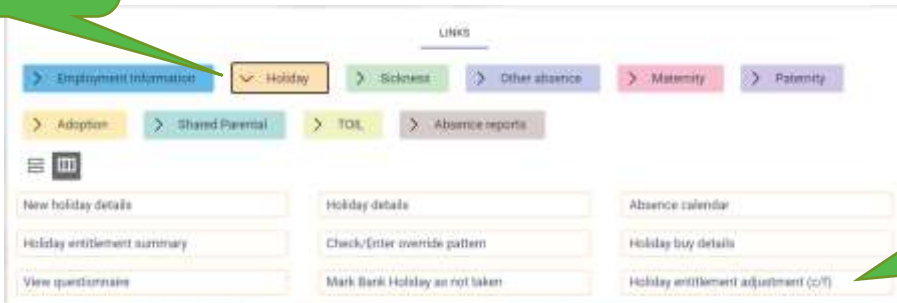 LINKS
Employment Information Holiday Sickness Other absence Maternity Paternity
Adoption Shared Parental TOIL Absence reports
New holiday details Holiday details Absence calendar
Holiday entitlement summary Check/Enter override pattern Holiday buy details
View questionnaire Mark Bank Holiday as not taken Holiday entitlement adjustment (c/f)